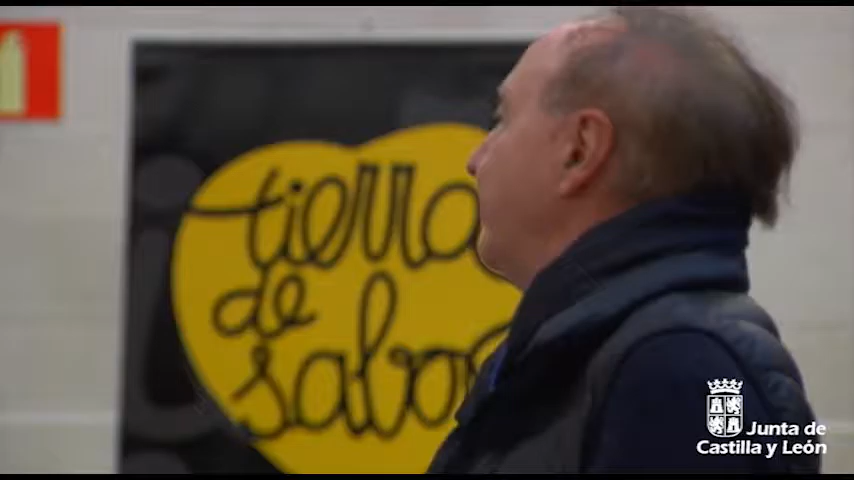 tierra
de
sabor
Junta de
Castilla y León